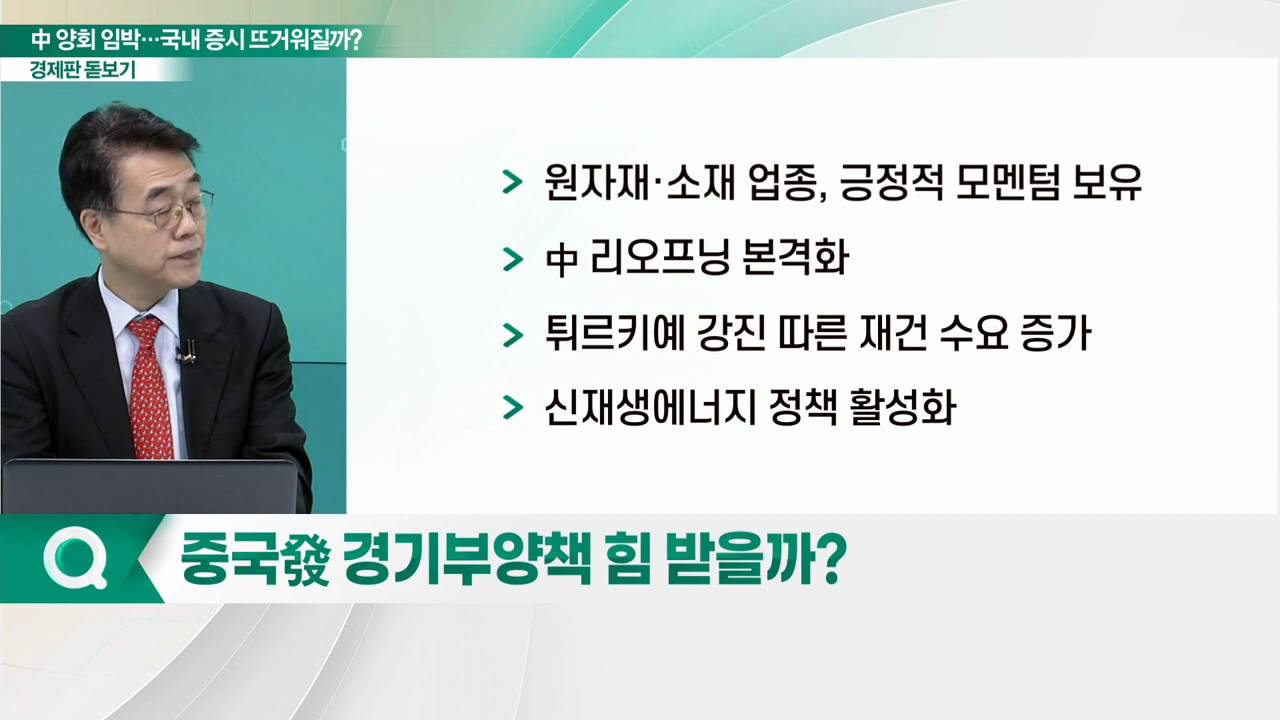 中 양회 임박…국내 증시 뜨거워질까?
경제판 돋보기
> 원자재·소재 업종, 긍정적 모멘텀 보유
> 中 리오프닝 본격화
> 튀르키예 강진 따른 재건 수요 증가
> 신재생에너지 정책 활성화
Q 중국發 경기부양책 힘 받을까?